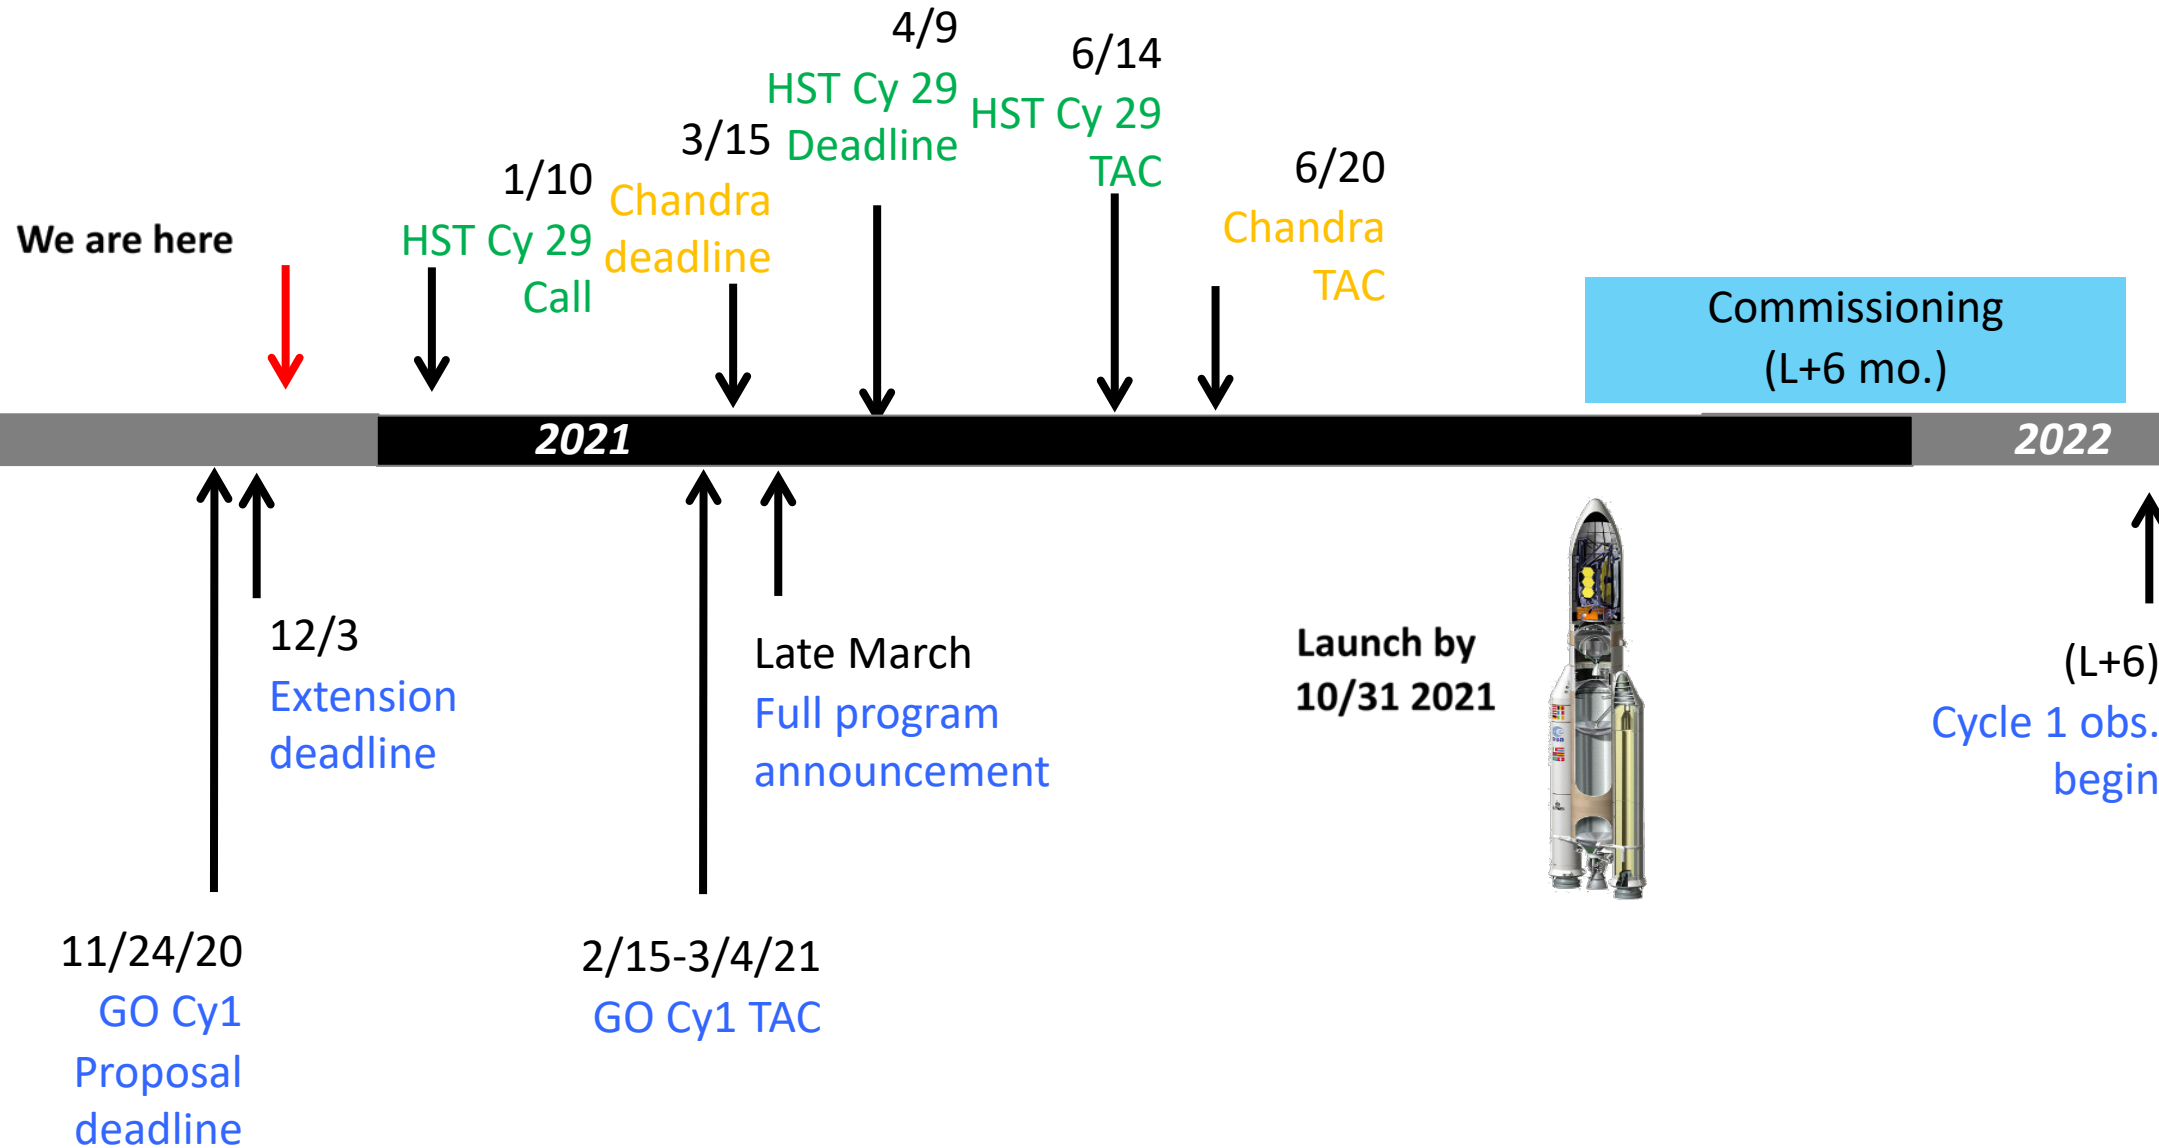 4/9
HST Cy 29
Deadline
6/14
HST Cy 29
TAC
3/15
Chandra
deadline
1/10
HST Cy 29
Call
6/20
Chandra
TAC
We are here
Commissioning
(L+6 mo.)
2021
2022
12/3
Extension
deadline
Late March
Full program
announcement
Launch by
10/31 2021
(L+6)
Cycle 1 obs.
begin
11/24/20
GO Cy1
Proposal
deadline
2/15-3/4/21
GO Cy1 TAC